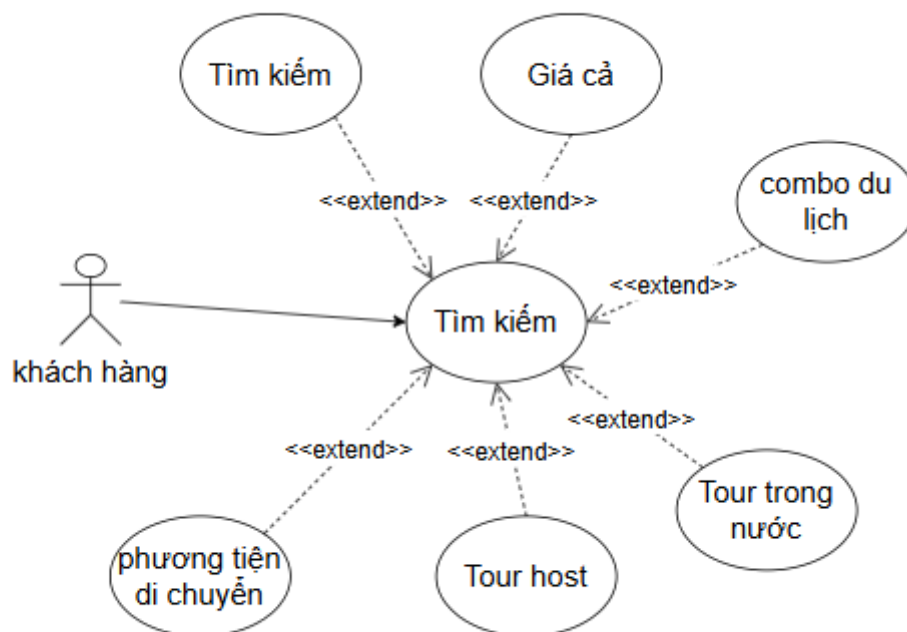 Tìm kiếm
Giá cả
combo du
lịch
<<extend>>
<<extend>>
<<extend>>
Tìm kiếm
khách hàng
<<extend>>
<<extend>>
<<extend>>
Tour trong
nước
phương tiện
di chuyển
Tour host